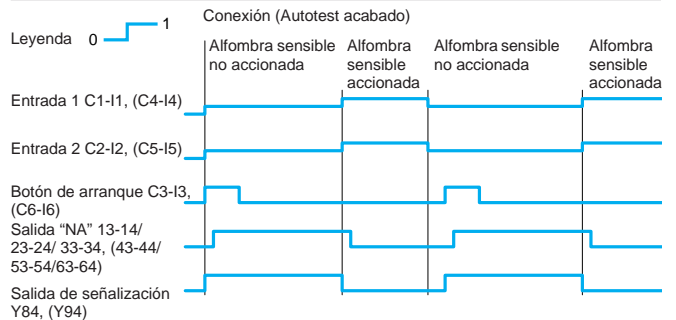 Conexión (Autotest acabado)
Leyenda 0 1
Alfombra sensible
no accionada
Alfombra
sensible
accionada
Alfombra sensible
no accionada
Alfombra
sensible
accionada
Entrada 1 C1-I1, (C4-I4)
Entrada 2 C2-I2, (C5-I5)
Botón de arranque C3-I3,
(C6-I6)
Salida “NA” 13-14/
23-24/ 33-34, (43-44/
53-54/63-64)
Salida de señalización
Y84, (Y94)